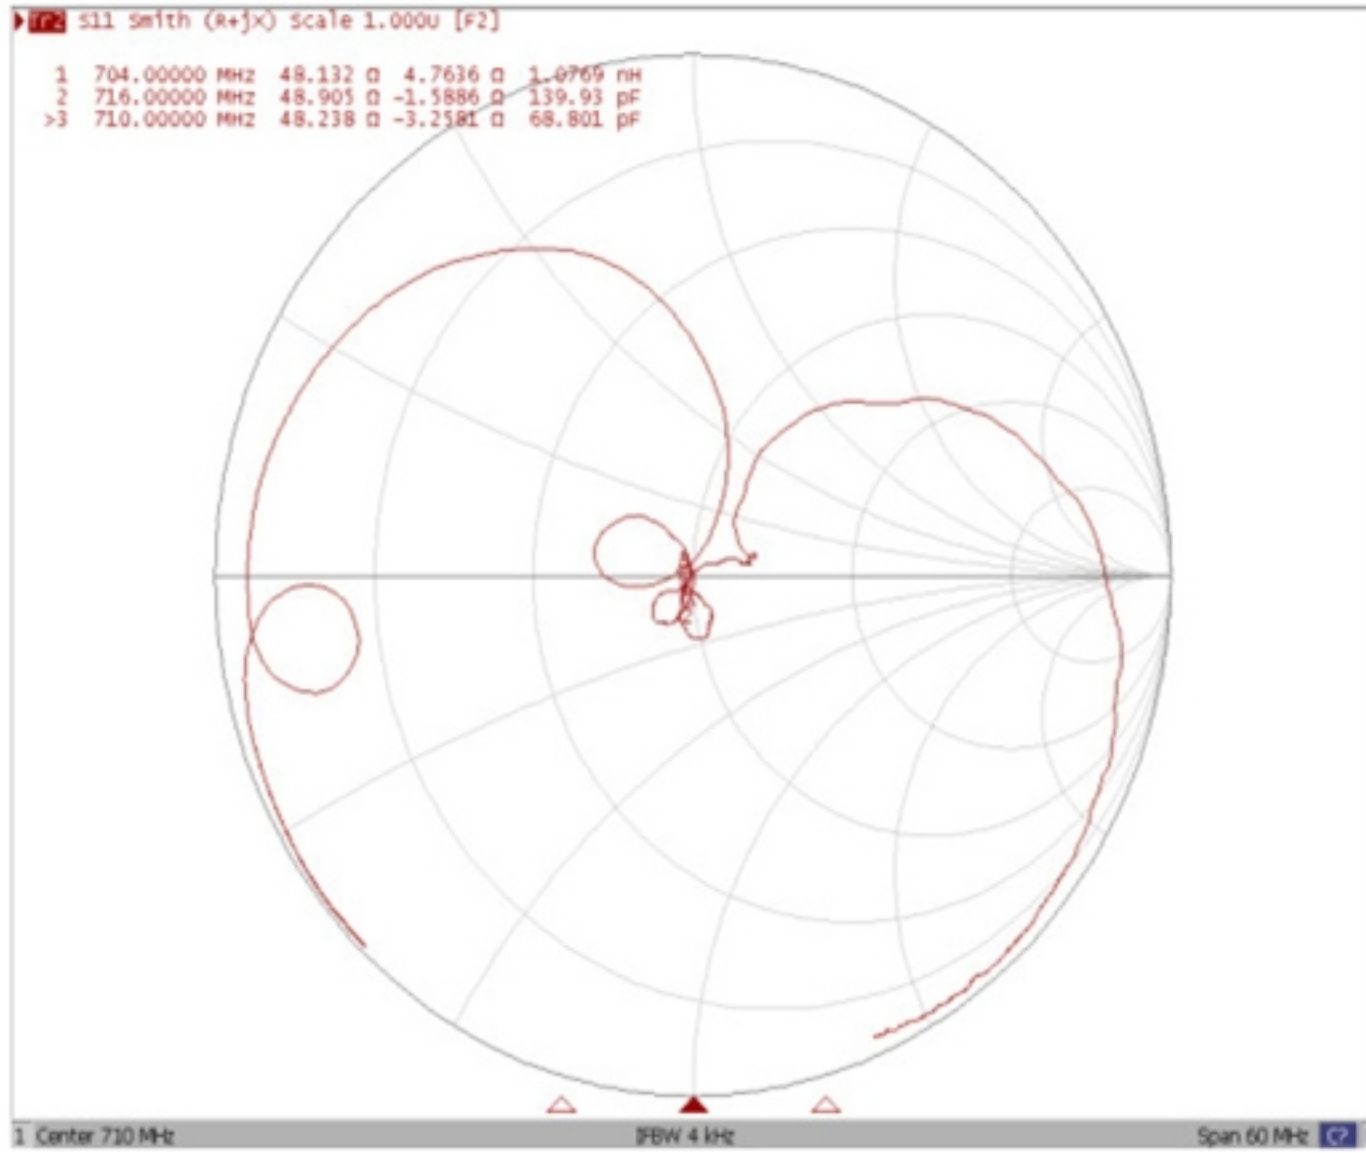 Tr2 S11 Smith (R+jX) Scale 1.000U [F2]
1 704.00000 MHz 48.132 Ω 4.7636 Ω 1.0769 nH
2 716.00000 MHz 48.905 Ω -1.5886 Ω 139.93 pF
>3 710.00000 MHz 48.238 Ω -3.2581 Ω 68.801 pF
1 Center 710 MHz IFBW 4 kHz Span 60 MHz C?